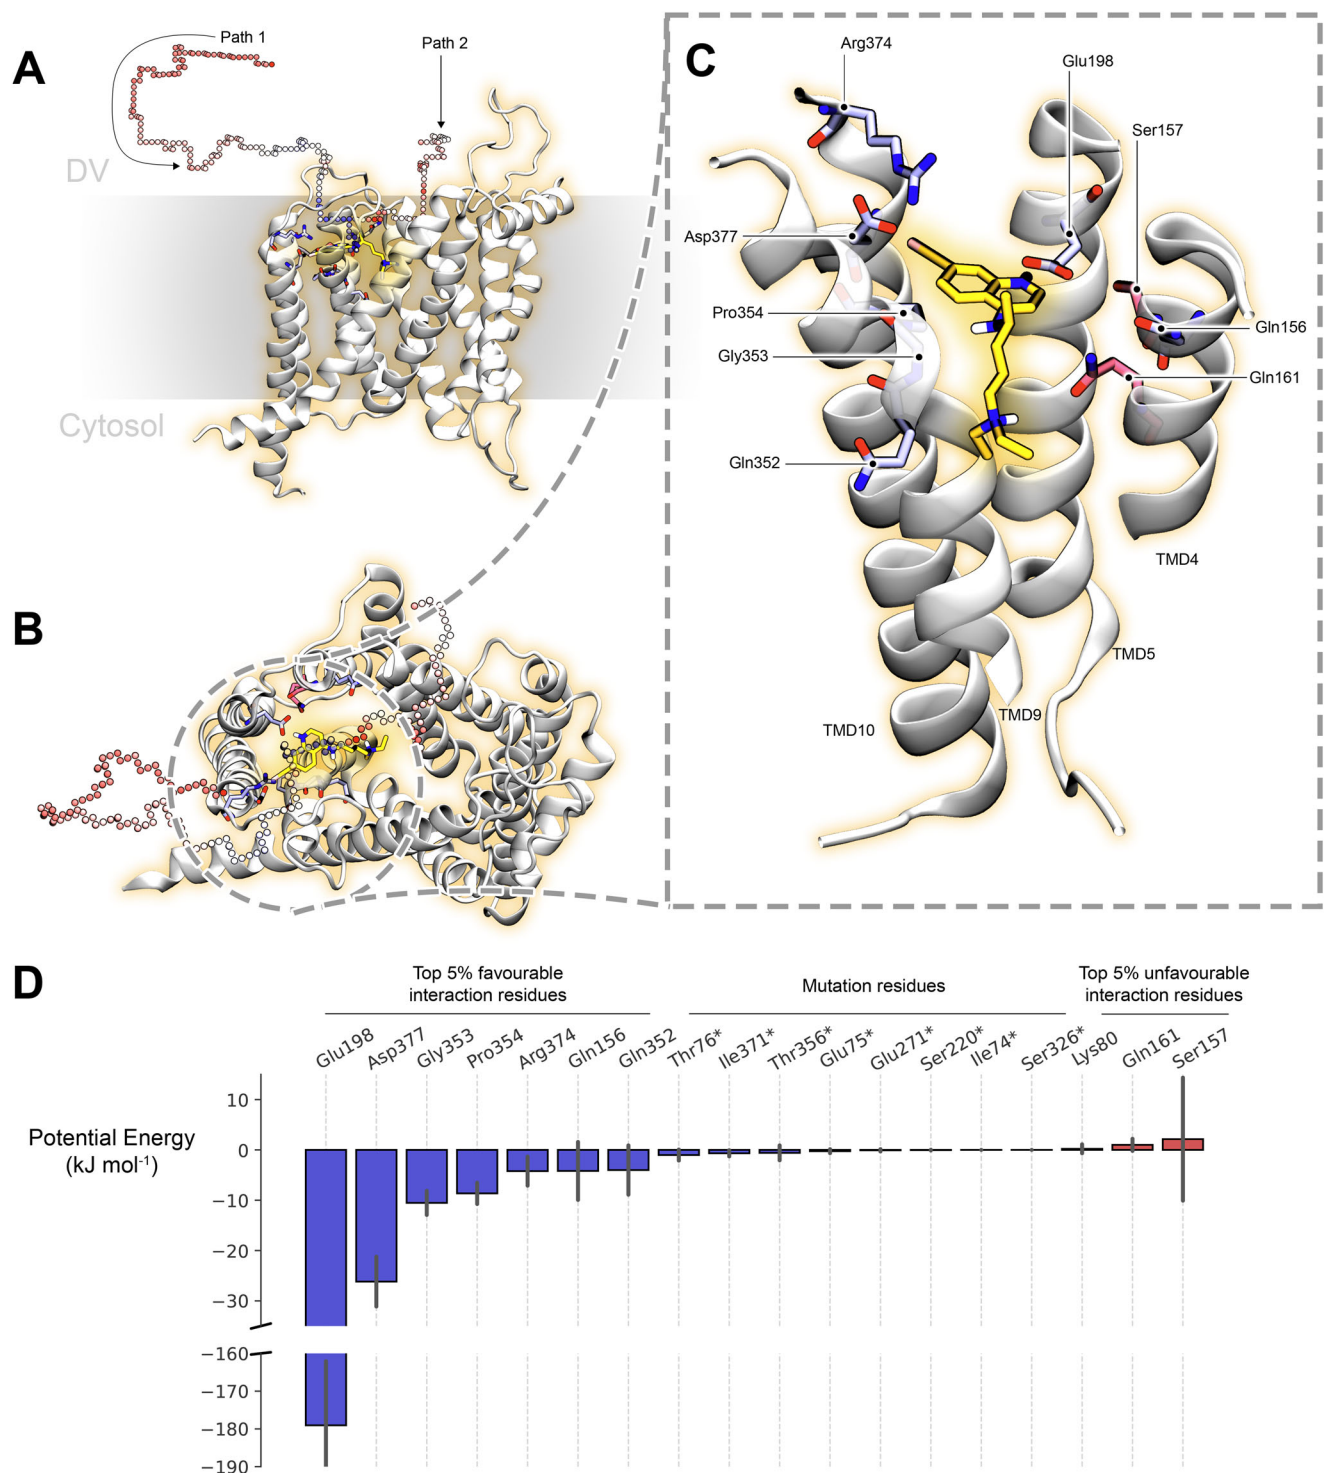 A
Path 1
Path 2
DV
Cytosol
B
C
Arg374
Glu198
Ser157
Asp377
Pro354
Gln156
Gly353
Gln161
Gln352
TMD4
TMD5
TMD9
TMD10
D
Top 5% favourable
interaction residues
Mutation residues
Top 5% unfavourable
interaction residues
Glu198
Asp377
Gly353
Pro354
Arg374
Gln156
Gln352
Thr76*
Ile371*
Thr356*
Glu75*
Glu271*
Ser220*
Ile74*
Ser326*
Lys80
Gln161
Ser157
Potential Energy
(kJ mol⁻¹)
10
0
−10
−20
−30
−160
−170
−180
−190